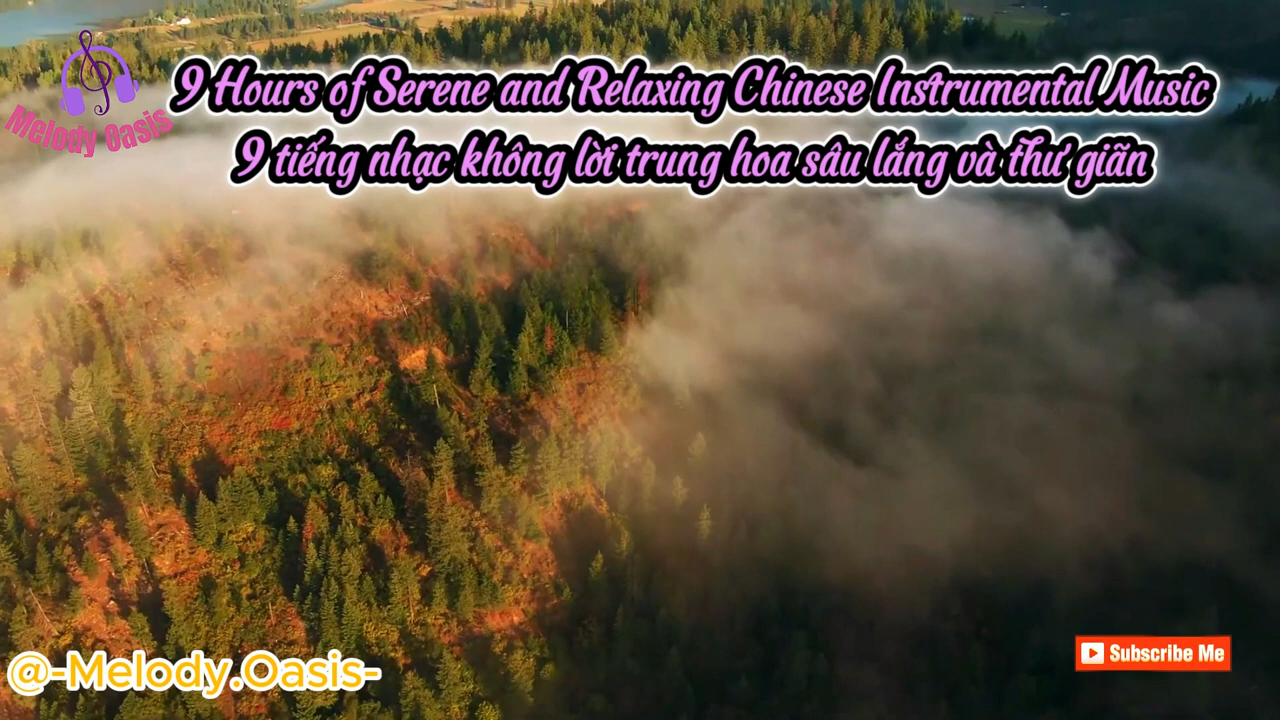 9 Hours of Serene and Relaxing Chinese Instrumental Music
9 tiếng nhạc không lời trung hoa sâu lắng và thư giãn
Melody Oasis
@-Melody.Oasis-
Subscribe Me